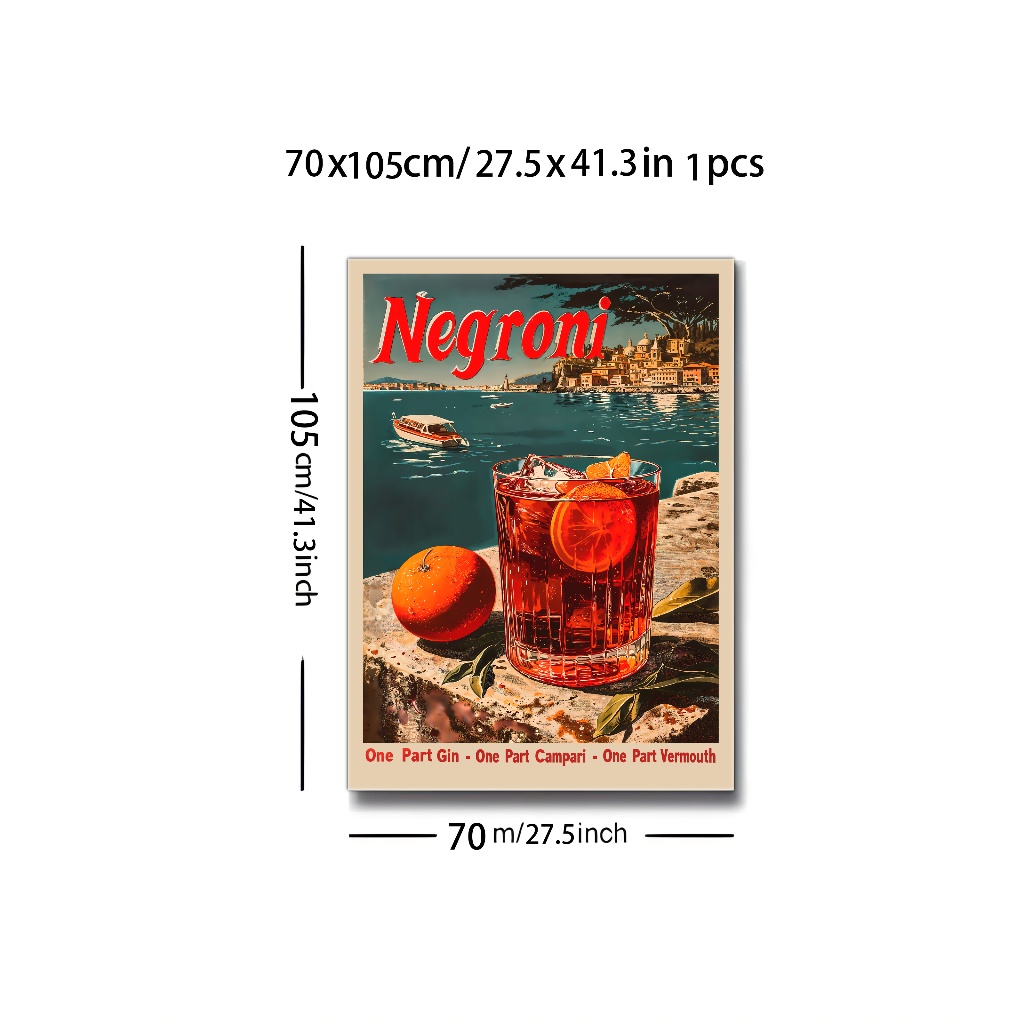 70x105cm/ 27.5x41.3in 1pcs
Negroni
105cm/41.3inch
One Part Gin - One Part Campari - One Part Vermouth
70 m/27.5inch